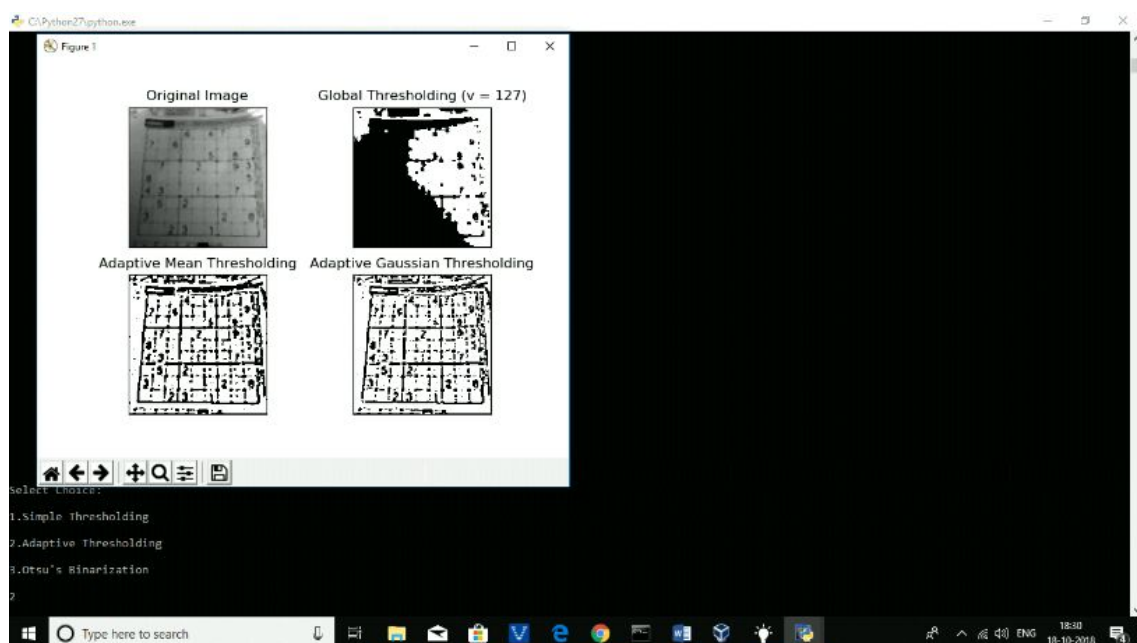 C:\Python27\python.exe
Figure 1
Original Image
Global Thresholding (v = 127)
Adaptive Mean Thresholding
Adaptive Gaussian Thresholding
Select Choice:
1.Simple Thresholding
2.Adaptive Thresholding
3.Otsu's Binarization
2
Type here to search
ENG
18:30
18-10-2018